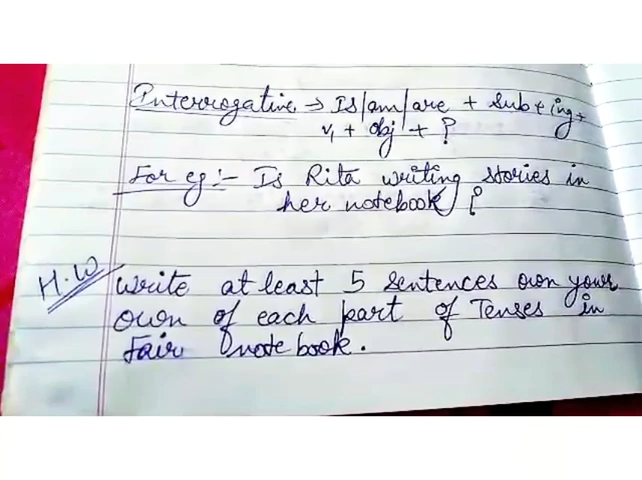 Interrogative → Is/am/are + sub + ing +
v1 + obj + ?
For eg :- Is Rita writing stories in
her notebook ?
H.W Write at least 5 sentences own your
own of each part of Tenses in
Fair notebook.